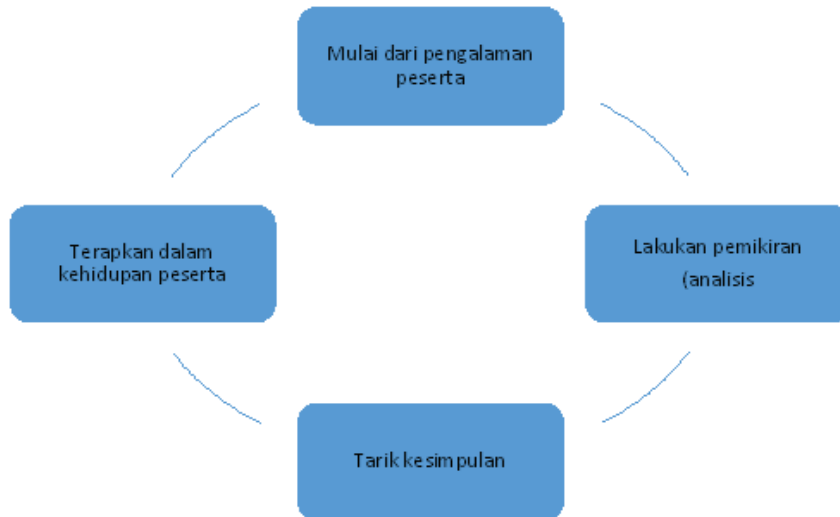 Mulai dari pengalaman
peserta
Lakukan pemikiran
(analisis
Tarik kesimpulan
Terapkan dalam
kehidupan peserta